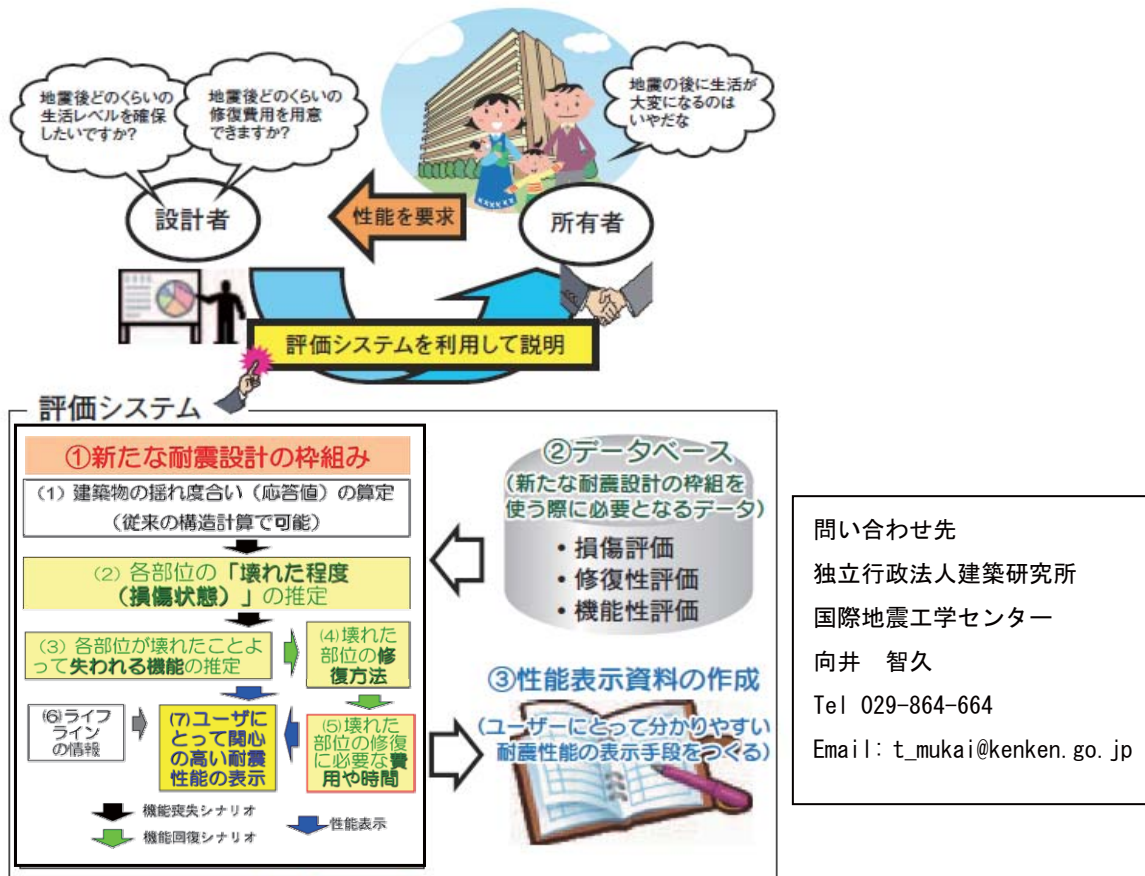 地震後どのくらいの
生活レベルを確保
したいですか?
地震後どのくらいの
修復費用を用意
できますか?
地震の後に生活が
大変になるのは
いやだな
設計者
性能を要求
所有者
評価システムを利用して説明
評価システム
①新たな耐震設計の枠組み
(1) 建築物の揺れ度合い(応答値)の算定
(従来の構造計算で可能)
(2) 各部位の「壊れた程度
(損傷状態)」の推定
(3) 各部位が壊れたことよ
って失われる機能の推定
(4)壊れた
部位の修
復方法
(6)ライフ
ライン
の情報
(7)ユーザに
とって関心
の高い耐震
性能の表示
(5)壊れた
部位の修復
に必要な費
用や時間
機能喪失シナリオ
機能回復シナリオ
性能表示
②データベース
(新たな耐震設計の枠組を
使う際に必要となるデータ)
・損傷評価
・修復性評価
・機能性評価
③性能表示資料の作成
(ユーザーにとって分かりやすい
耐震性能の表示手段をつくる)
問い合わせ先
独立行政法人建築研究所
国際地震工学センター
向井 智久
Tel 029-864-664
Email: t_mukai@kenken.go.jp